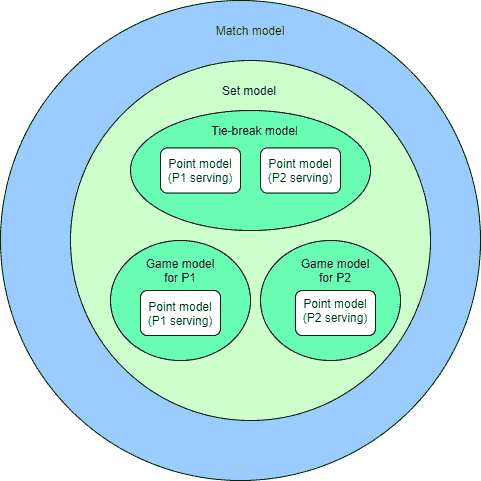 Match model
Set model
Tie-break model
Point model
(P1 serving)
Point model
(P2 serving)
Game model
for P1
Point model
(P1 serving)
Game model
for P2
Point model
(P2 serving)